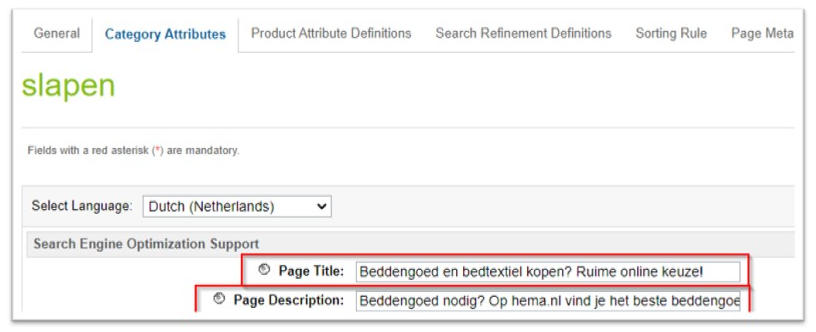 General Category Attributes Product Attribute Definitions Search Refinement Definitions Sorting Rule Page Meta
slapen
Fields with a red asterisk (*) are mandatory.
Select Language: Dutch (Netherlands)
Search Engine Optimization Support
Page Title: Beddengoed en bedtextiel kopen? Ruime online keuze!
Page Description: Beddengoed nodig? Op hema.nl vind je het beste beddengoe